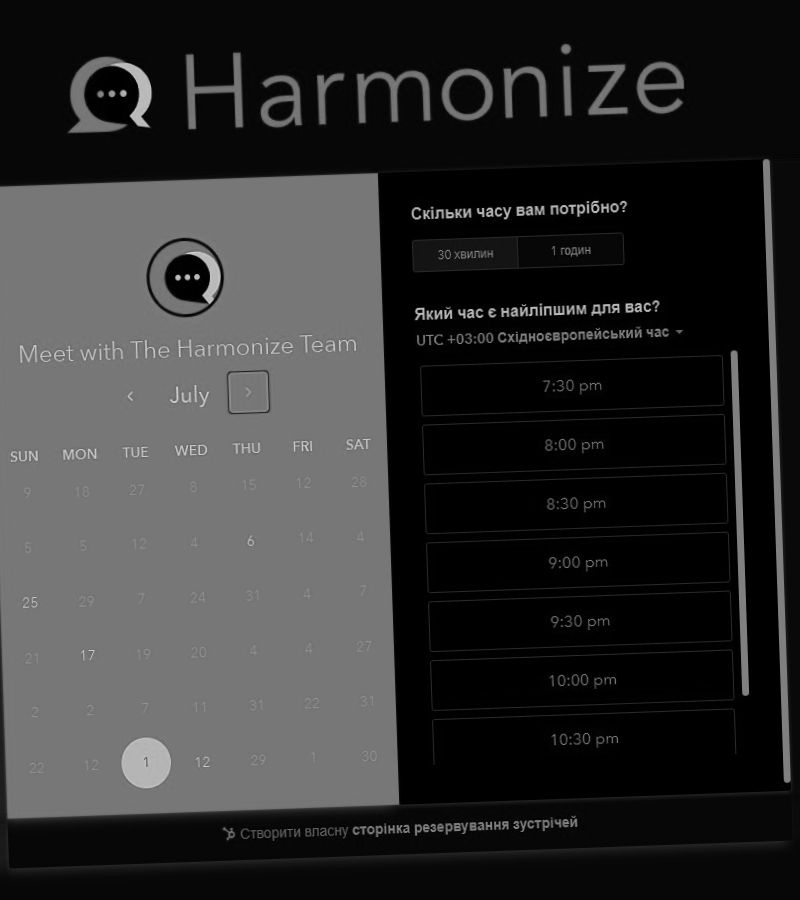 Harmonize
Meet with The Harmonize Team
July
SUN MON TUE WED THU FRI SAT
9 18 27 8 15 12 28
5 5 12 4 6 14 4
25 29 7 24 31 4 7
21 17 19 20 4 4 27
2 2 7 11 31 22 31
22 12 1 12 29 1 30
Скільки часу вам потрібно?
30 хвилин 1 годин
Який час є найліпшим для вас?
UTC +03:00 Східноєвропейський час
7:30 pm
8:00 pm
8:30 pm
9:00 pm
9:30 pm
10:00 pm
10:30 pm
Створити власну сторінка резервування зустрічей